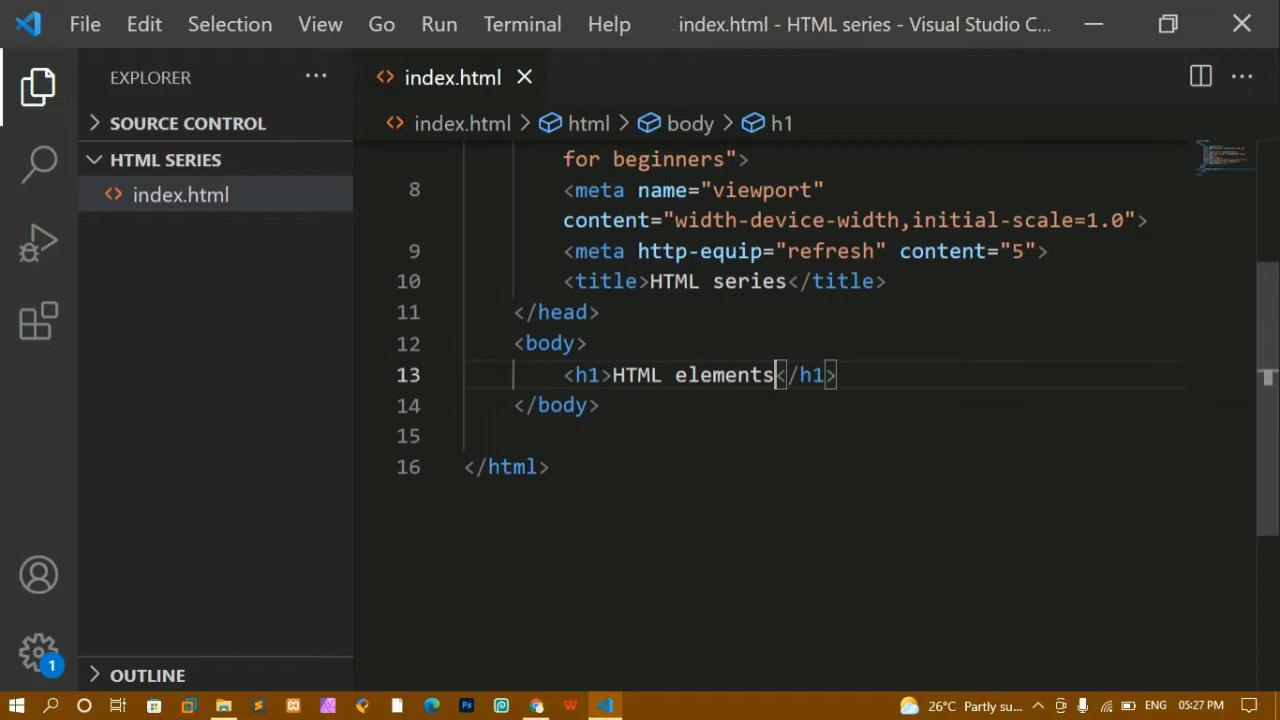 File Edit Selection View Go Run Terminal Help index.html - HTML series - Visual Studio C...
EXPLORER
SOURCE CONTROL
HTML SERIES
index.html
OUTLINE
1
index.html
index.html > html > body > h1
for beginners">
8 <meta name="viewport"
content="width-device-width,initial-scale=1.0">
9 <meta http-equip="refresh" content="5">
10 <title>HTML series</title>
11 </head>
12 <body>
13 <h1>HTML elements</h1>
14 </body>
15
16 </html>
26°C Partly su... ENG 05:27 PM